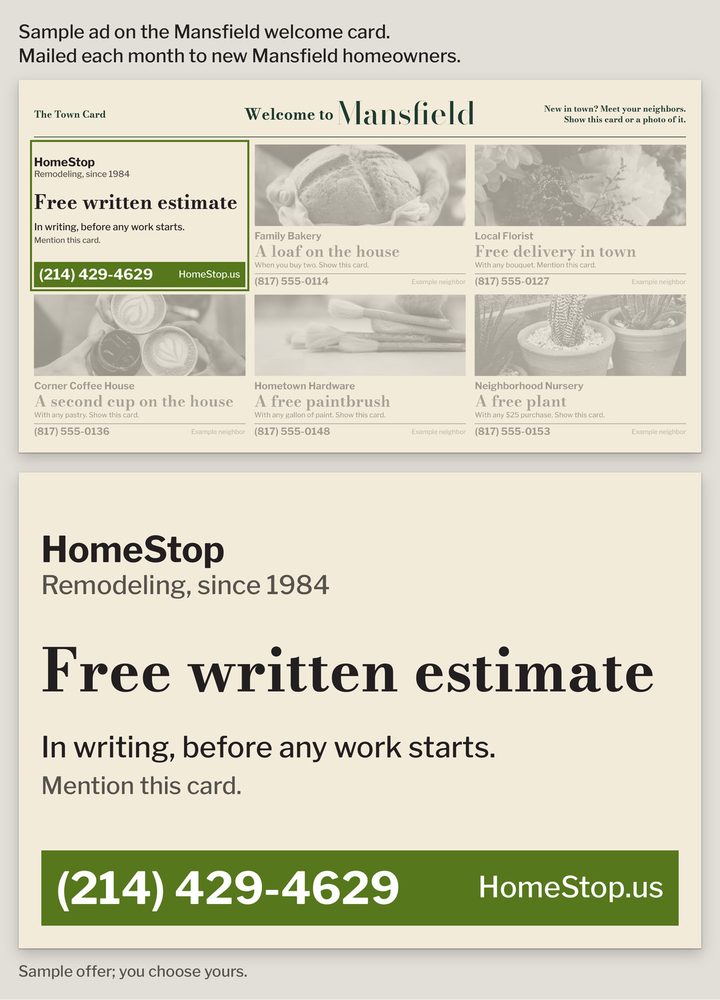 Sample ad on the Mansfield welcome card.
Mailed each month to new Mansfield homeowners.
The Town Card
Welcome to Mansfield
New in town? Meet your neighbors.
Show this card or a photo of it.
HomeStop
Remodeling, since 1984
Free written estimate
In writing, before any work starts.
Mention this card.
(214) 429-4629 HomeStop.us
Family Bakery
A loaf on the house
When you buy two. Show this card.
(817) 555-0114 Example neighbor
Local Florist
Free delivery in town
With any bouquet. Mention this card.
(817) 555-0127 Example neighbor
Corner Coffee House
A second cup on the house
With any pastry. Show this card.
(817) 555-0136 Example neighbor
Hometown Hardware
A free paintbrush
With any gallon of paint. Show this card.
(817) 555-0148 Example neighbor
Neighborhood Nursery
A free plant
With any $25 purchase. Show this card.
(817) 555-0153 Example neighbor
HomeStop
Remodeling, since 1984
Free written estimate
In writing, before any work starts.
Mention this card.
(214) 429-4629 HomeStop.us
Sample offer; you choose yours.